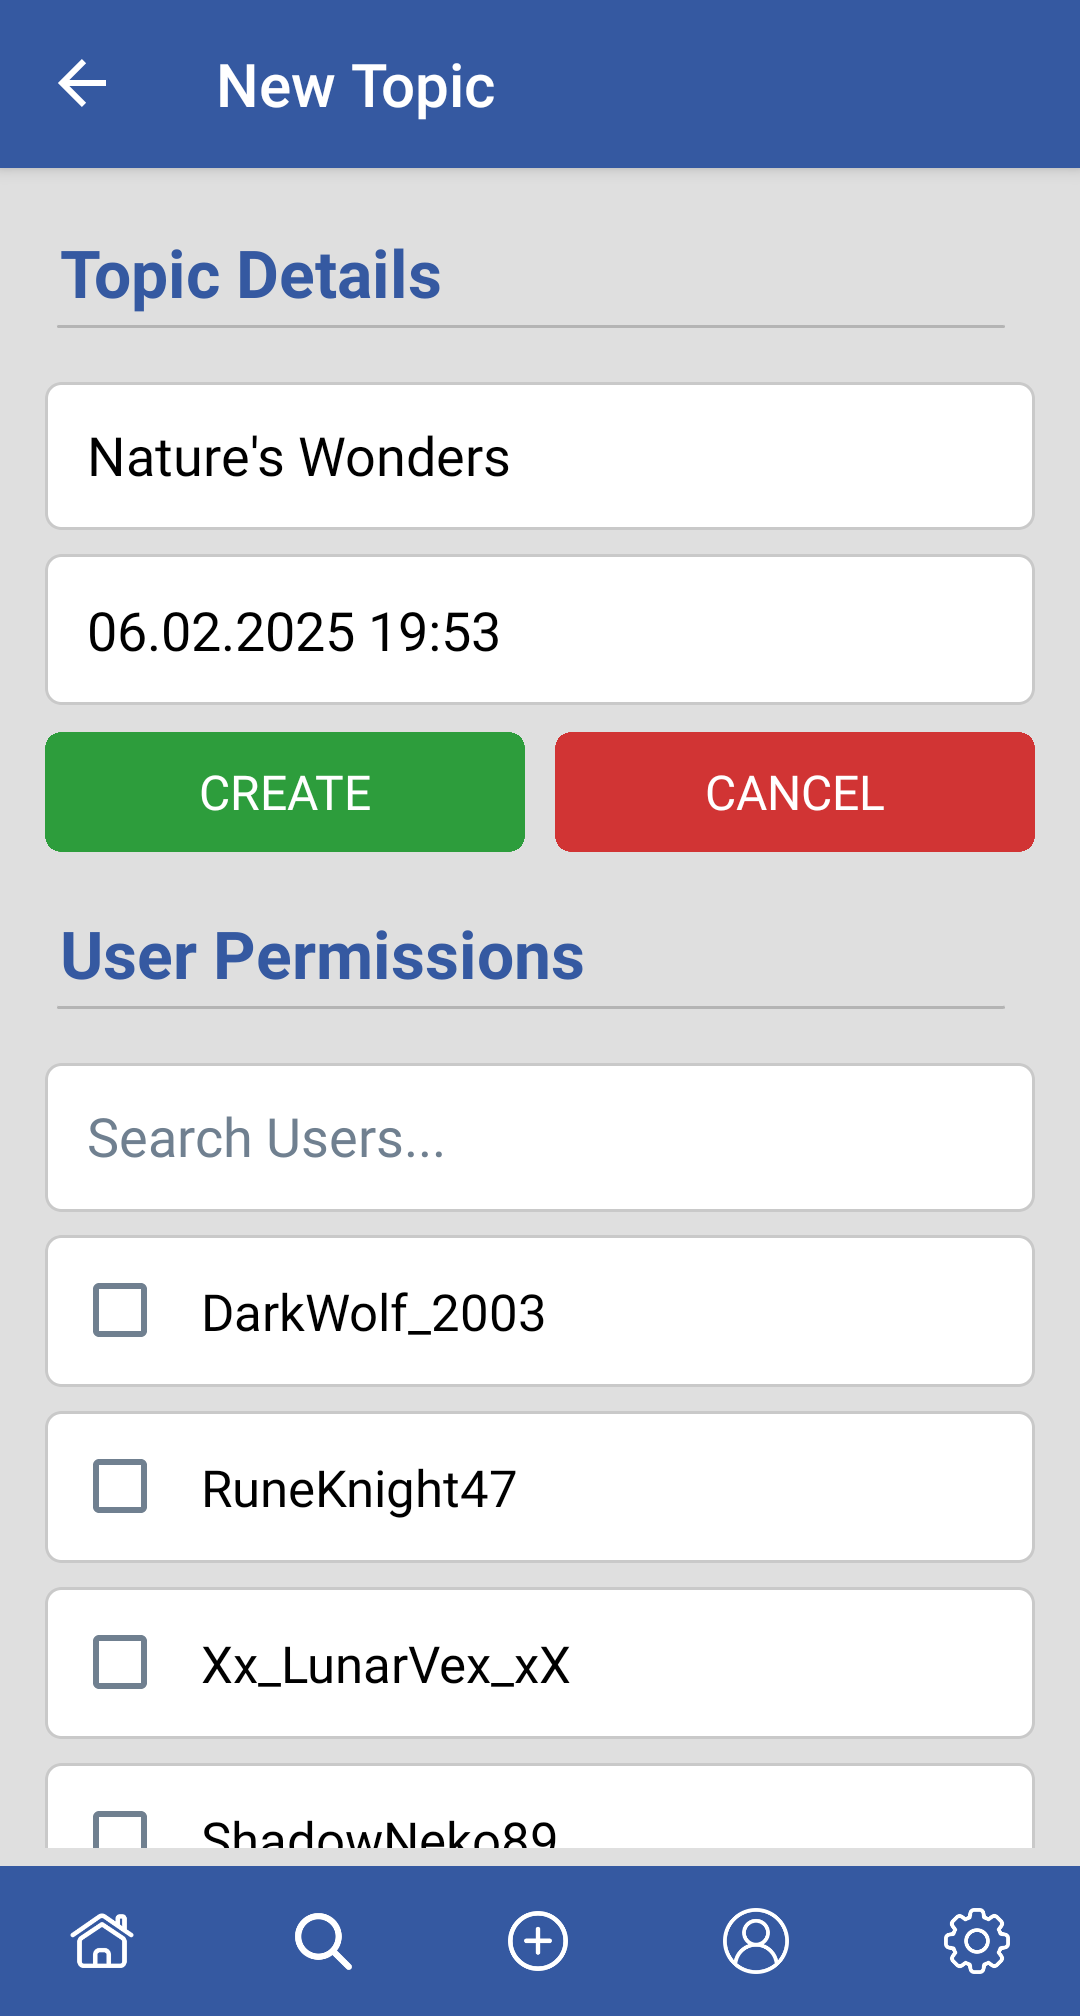 New Topic
Topic Details
Nature's Wonders
06.02.2025 19:53
CREATE
CANCEL
User Permissions
Search Users...
DarkWolf_2003
RuneKnight47
Xx_LunarVex_xX
ShadowNeko89